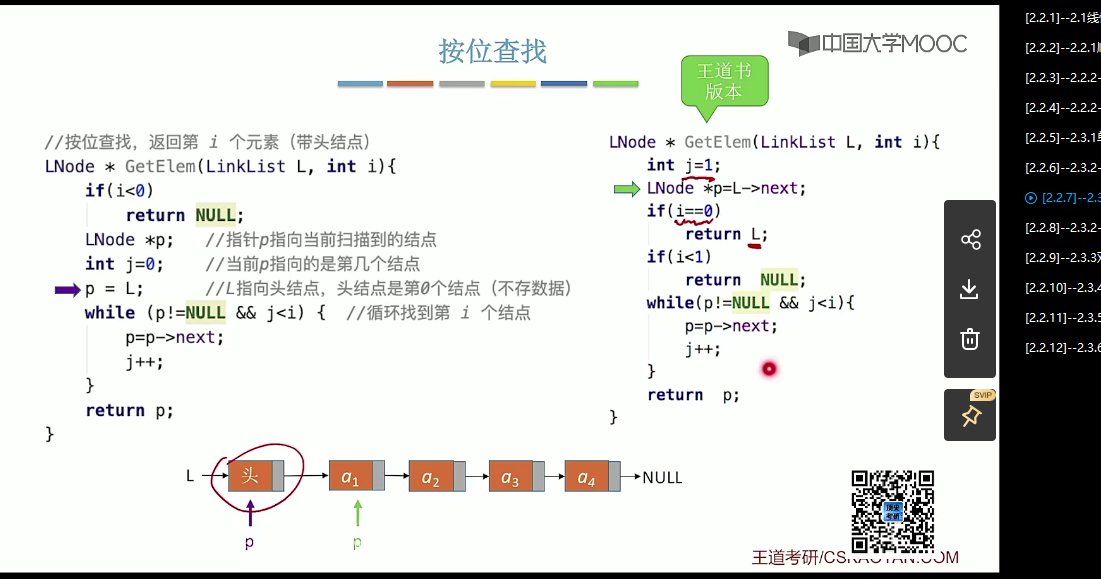 按位查找
中国大学MOOC
王道书
版本
//按位查找，返回第 i 个元素（带头结点）
LNode * GetElem(LinkList L, int i){
if(i<0)
return NULL;
LNode *p; //指针p指向当前扫描到的结点
int j=0; //当前p指向的是第几个结点
p = L; //L指向头结点，头结点是第0个结点（不存数据）
while (p!=NULL && j<i) { //循环找到第 i 个结点
p=p->next;
j++;
}
return p;
}
LNode * GetElem(LinkList L, int i){
int j=1;
LNode *p=L->next;
if(i==0)
return L;
if(i<1)
return NULL;
while(p!=NULL && j<i){
p=p->next;
j++;
}
return p;
}
L 头 a1 a2 a3 a4 NULL
p p
王道考研/CSKAOYAN.COM
SVIP
[2.2.1]--2.1线
[2.2.2]--2.2.1
[2.2.3]--2.2.2-
[2.2.4]--2.2.2-
[2.2.5]--2.3.1
[2.2.6]--2.3.2-
[2.2.7]--2.3
[2.2.8]--2.3.2-
[2.2.9]--2.3.3
[2.2.10]--2.3.4
[2.2.11]--2.3.5
[2.2.12]--2.3.6